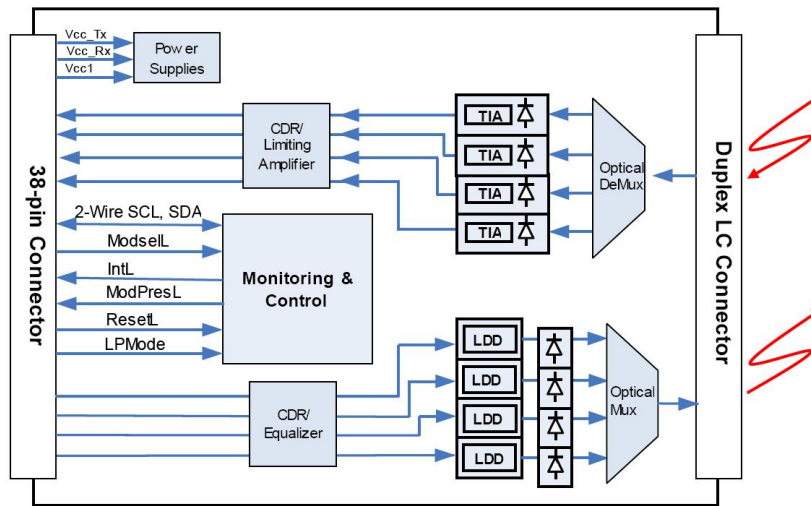 Vcc_Tx
Vcc_Rx
Vcc1
Power
Supplies
38-pin Connector
CDR/
Limiting
Amplifier
TIA
TIA
TIA
TIA
Optical
DeMux
Duplex LC Connector
2-Wire SCL, SDA
ModselL
IntL
ModPresL
ResetL
LPMode
Monitoring &
Control
CDR/
Equalizer
LDD
LDD
LDD
LDD
Optical
Mux